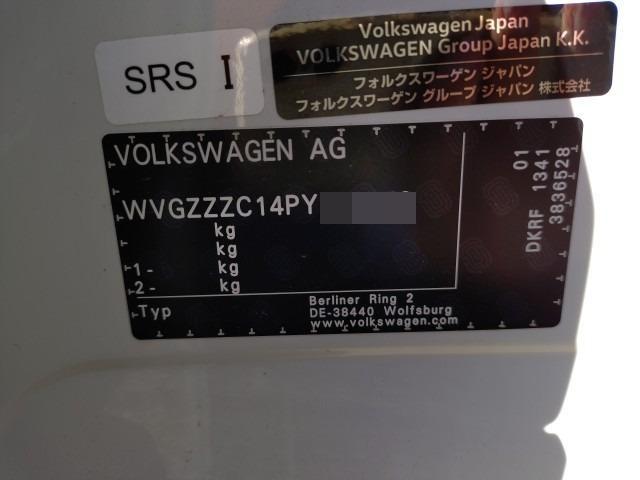 SRS I
Volkswagen Japan
VOLKSWAGEN Group Japan K.K.
フォルクスワーゲン ジャパン
フォルクスワーゲン グループ ジャパン 株式会社
VOLKSWAGEN AG
WVGZZZC14PY
kg
kg
1 - kg
2 - kg
Typ
Berliner Ring 2
DE-38440 Wolfsburg
www.volkswagen.com
01
DKRF 1341
3836528